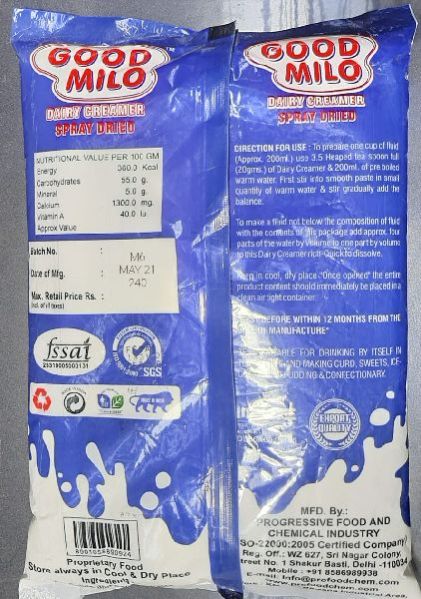 GOOD
MILO
DAIRY CREAMER
SPRAY DRIED
NUTRITIONAL VALUE PER 100 GM
Energy Kcal
Carbohydrates 55.0 g.
Mineral 5.0 g.
Calcium 1300.0 mg.
Vitamin A 40.0
Approx Value
Batch No. : M6
Date of Mfg. : MAY 21
Max. Retail Price Rs. : 240
fssai
SGS
Proprietary Food
Store always in Cool & Dry Place
GOOD
MILO
DAIRY CREAMER
SPRAY DRIED
DIRECTION FOR USE : To prepare one cup of fluid
(Approx. 200ml.) use 3.5 Heaped tea spoon full
(20gms.) of Dairy Creamer & 200ml. of pre boiled
warm water. First stir into smooth paste in small
quantity of warm water & stir gradually add the
balance.
To make a fluid not below the composition of fluid
with the contents of this package add approx. four
parts of the water by volume to one part by volume
to this Dairy Creamer rich Quick to dissolve.
in cool, dry place "Once opened" the entire
product content should immediately be placed in a
clean air tight container.
BEFORE WITHIN 12 MONTHS FROM THE
MANUFACTURE"
FOR DRINKING BY ITSELF IN
AND MAKING CURD, SWEETS, ICE-
PUDDING & CONFECTIONARY.
EXPORT
QUALITY
MFD. By.:
PROGRESSIVE FOOD AND
CHEMICAL INDUSTRY
ISO-22000:2005 Certified Company
Reg. Off.: WZ 627, Sri Nagar Colony,
Street No. 1 Shakur Basti, Delhi -110034
Mobile : +91 8586989938
E-mail: info@profoodchem.com
www.profoodchem.com